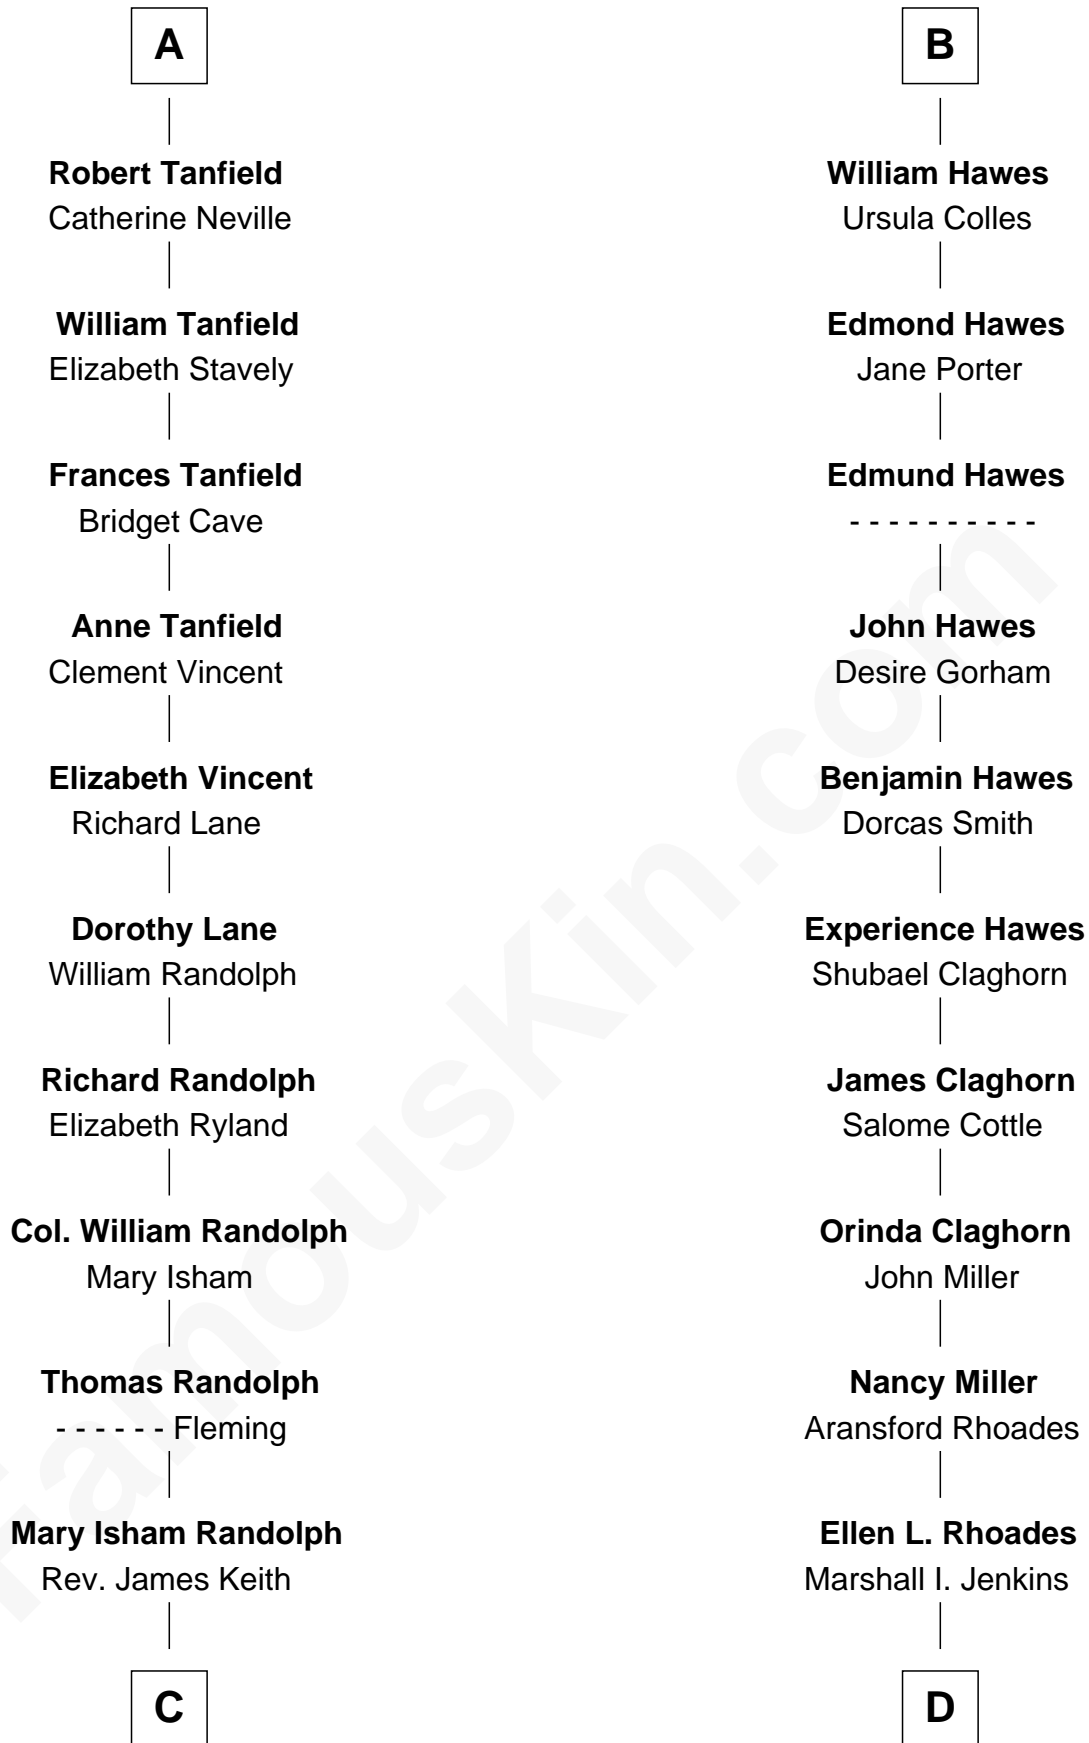 A
Robert Tanfield
Catherine Neville
William Tanfield
Elizabeth Stavely
Frances Tanfield
Bridget Cave
Anne Tanfield
Clement Vincent
Elizabeth Vincent
Richard Lane
Dorothy Lane
William Randolph
Richard Randolph
Elizabeth Ryland
Col. William Randolph
Mary Isham
Thomas Randolph
- - - - - - Fleming
Mary Isham Randolph
Rev. James Keith
C
B
William Hawes
Ursula Colles
Edmond Hawes
Jane Porter
Edmund Hawes
- - - - - - - - - -
John Hawes
Desire Gorham
Benjamin Hawes
Dorcas Smith
Experience Hawes
Shubael Claghorn
James Claghorn
Salome Cottle
Orinda Claghorn
John Miller
Nancy Miller
Aransford Rhoades
Ellen L. Rhoades
Marshall I. Jenkins
D
FamousKin.com